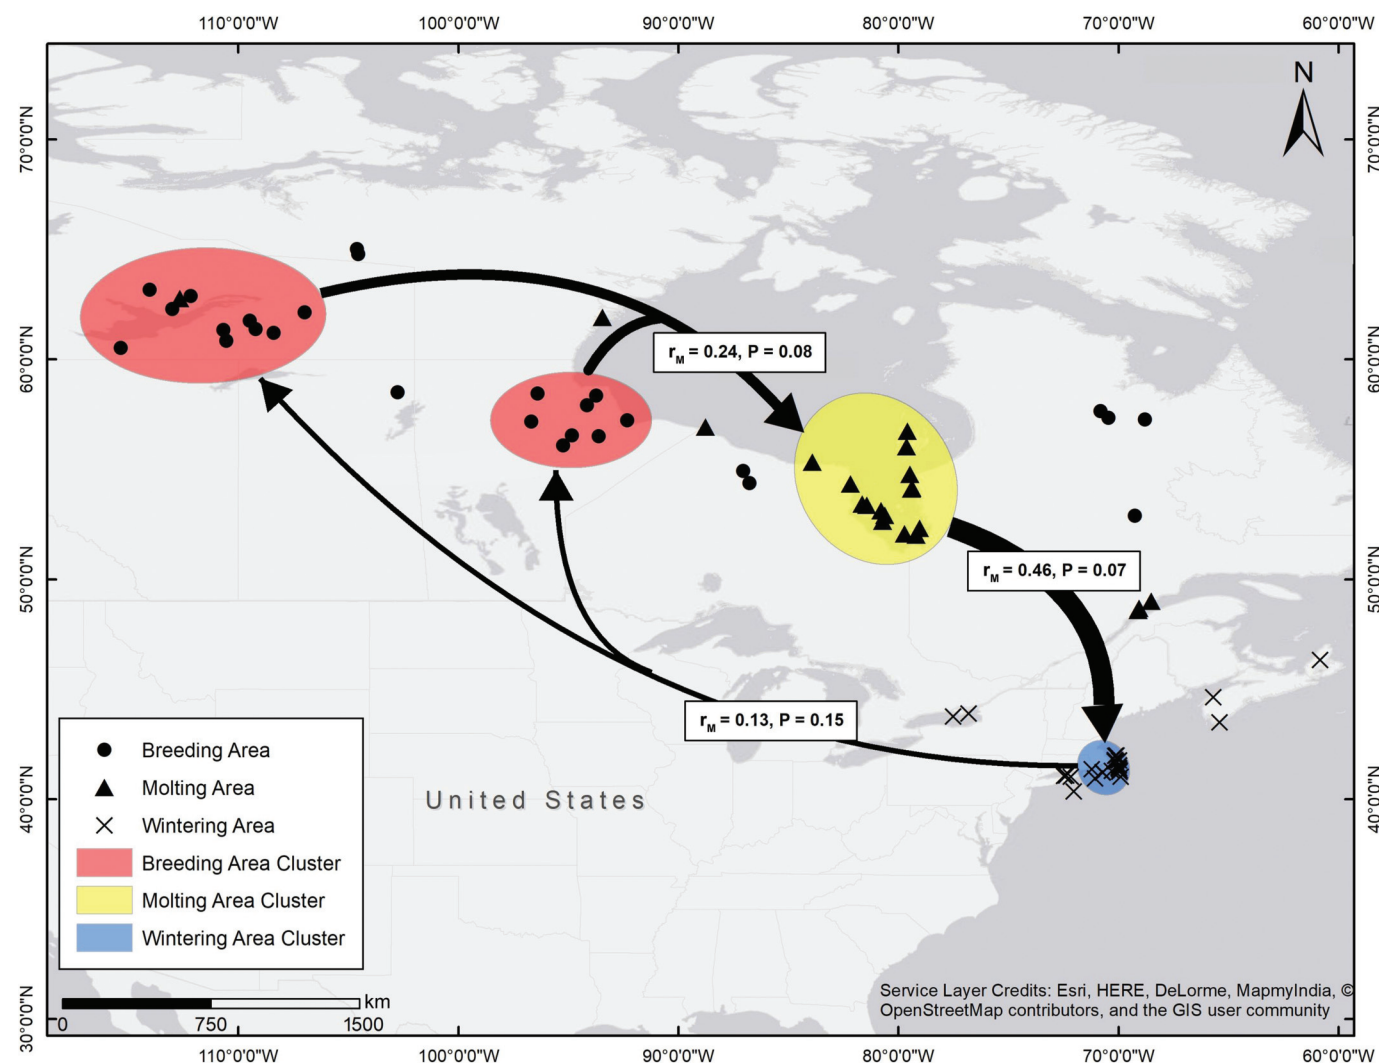 110°0'0"W 100°0'0"W 90°0'0"W 80°0'0"W 70°0'0"W 60°0'0"W
N
70°0'0"N
70°0'0"N
60°0'0"N
60°0'0"N
50°0'0"N
50°0'0"N
40°0'0"N
40°0'0"N
30°0'0"N
30°0'0"N
rM = 0.24, P = 0.08
rM = 0.46, P = 0.07
rM = 0.13, P = 0.15
United States
Breeding Area
Molting Area
Wintering Area
Breeding Area Cluster
Molting Area Cluster
Wintering Area Cluster
km
0 750 1500
Service Layer Credits: Esri, HERE, DeLorme, MapmyIndia, ©
OpenStreetMap contributors, and the GIS user community
110°0'0"W 100°0'0"W 90°0'0"W 80°0'0"W 70°0'0"W 60°0'0"W